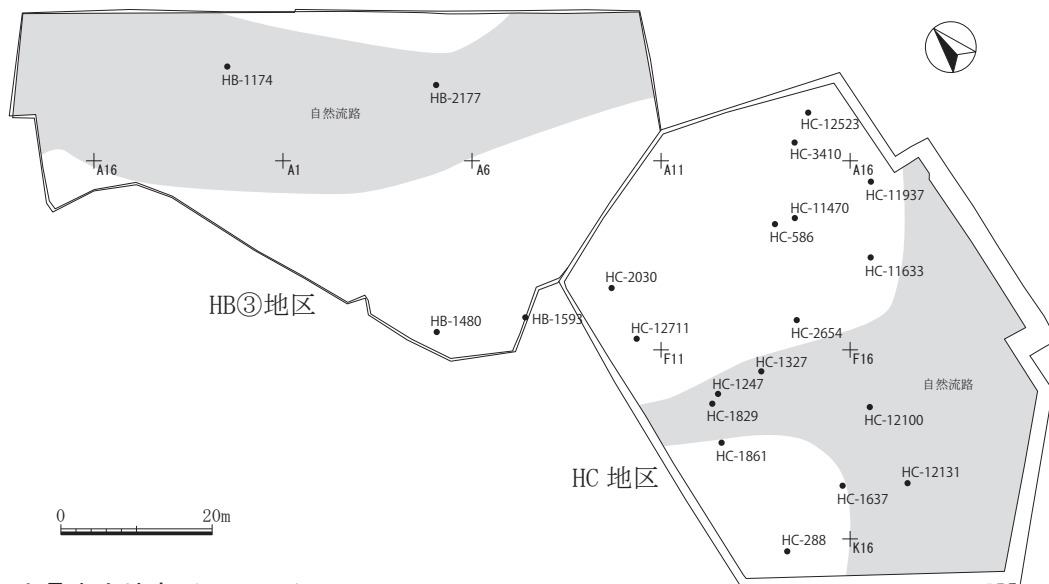 HC-12523
HB-1174
HB-2177
自然流路
HC-3410
A16
A1
A6
A11
A16
HC-11937
HC-11470
HC-586
HC-11633
HC-2030
HB③地区
HB-1593
HB-1480
HC-2654
HC-12711
F11
F16
HC-1327
自然流路
HC-1247
HC-1829
HC-12100
HC-1861
HC 地区
HC-12131
HC-1637
0 20m
K16
HC-288